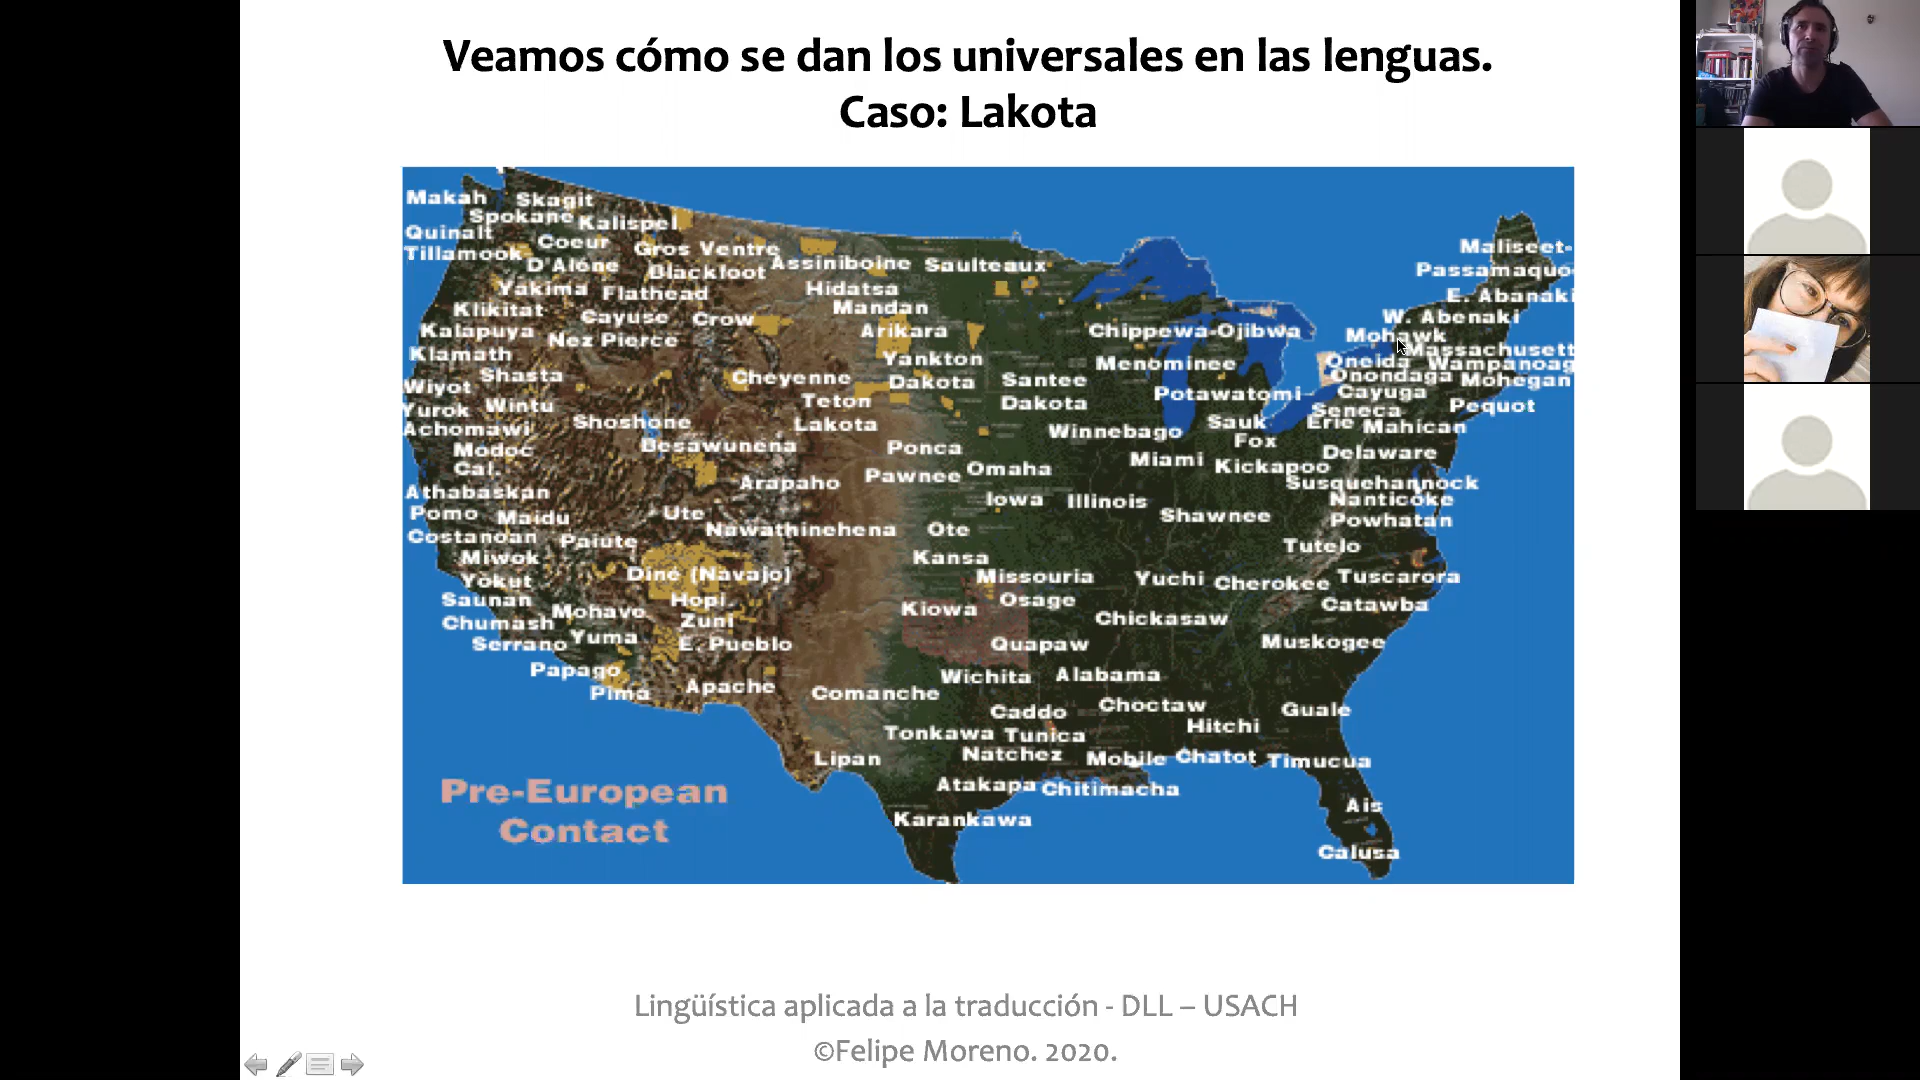 Veamos cómo se dan los universales en las lenguas.
Caso: Lakota
Makah
Skagit
Spokane
Kalispel
Quinalt
Coeur
D'Alóne
Tillamook
Gros Ventre
Blackfoot
Assiniboine
Saulteaux
Yakima
Flathead
Hidatsa
Mandan
Klikitat
Cayuse
Crow
Arikara
Kalapuya
Nez Pierce
Klamath
Shasta
Yankton
Dakota
Cheyenne
Santee
Dakota
Wiyot
Yurok
Wintu
Teton
Lakota
Achomawi
Shoshone
Modoc
Besawunena
Cal.
Athabaskan
Arapaho
Ponca
Pawnee
Omaha
Iowa
Illinois
Pomo
Maidu
Ute
Nawathinehena
Ote
Costanoan
Paiute
Kansa
Miwok
Diné (Navajo)
Missouria
Yokut
Saunan
Mohave
Hopi
Zuni
Kiowa
Osage
Chumash
Serrano
Yuma
E. Pueblo
Quapaw
Papago
Pima
Apache
Comanche
Wichita
Alabama
Caddo
Choctaw
Tonkawa
Tunica
Hitchi
Lipan
Natchez
Mobile
Chatot
Timucua
Atakapa
Chitimacha
Karankawa
Ais
Calusa
Guale
Muskogee
Chickasaw
Catawba
Yuchi
Cherokee
Tuscarora
Tutelo
Shawnee
Powhatan
Nanticoke
Susquehannock
Miami
Kickapoo
Delaware
Winnebago
Sauk
Fox
Erie
Mahican
Seneca
Pequot
Potawatomi
Cayuga
Onondaga
Mohegan
Menominee
Oneida
Wampanoag
Massachusett
Chippewa-Ojibwa
Mohawk
W. Abenaki
E. Abanaki
Passamaquo
Maliseet-
Pre-European
Contact
Lingüística aplicada a la traducción - DLL – USACH
©Felipe Moreno. 2020.